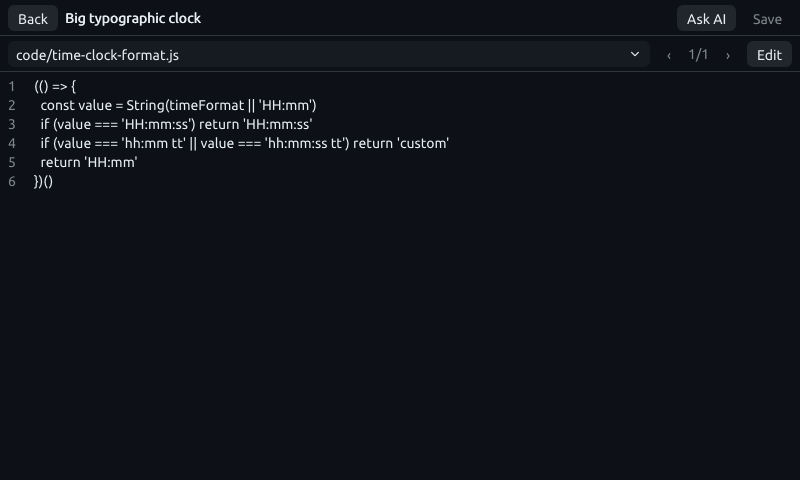 Back Big typographic clock Ask AI Save
code/time-clock-format.js ‹ 1/1 › Edit
1 (() => {
2 const value = String(timeFormat || 'HH:mm')
3 if (value === 'HH:mm:ss') return 'HH:mm:ss'
4 if (value === 'hh:mm tt' || value === 'hh:mm:ss tt') return 'custom'
5 return 'HH:mm'
6 })()